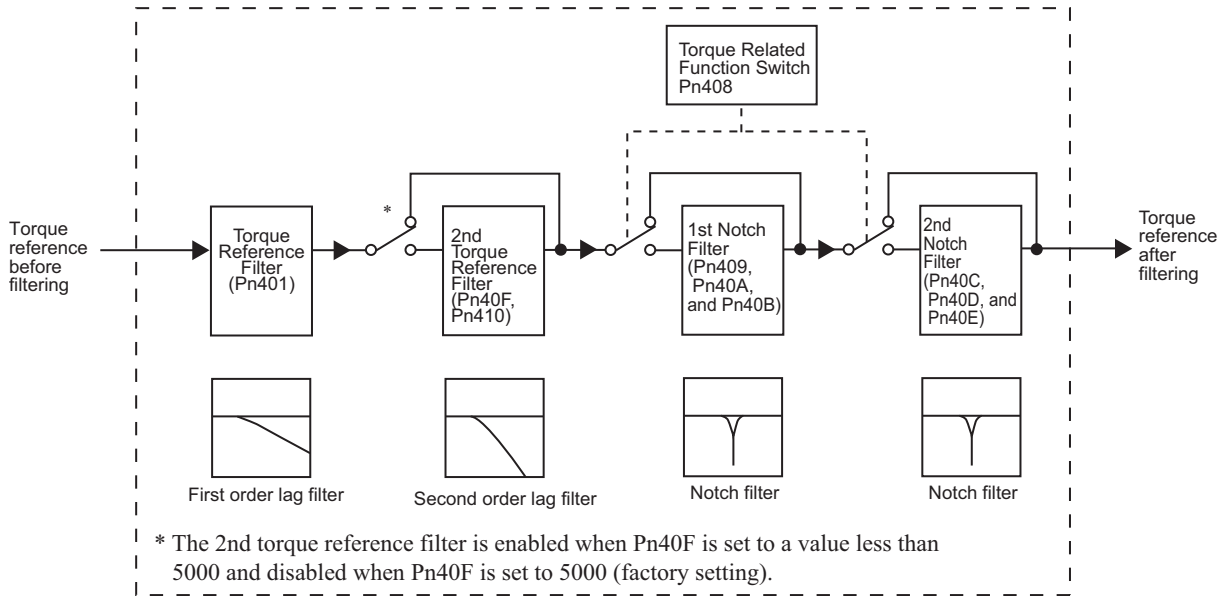 Torque Related
Function Switch
Pn408
Torque
reference
before
filtering
Torque
Reference
Filter
(Pn401)
*
2nd
Torque
Reference
Filter
(Pn40F,
Pn410)
1st Notch
Filter
(Pn409,
Pn40A,
and Pn40B)
2nd
Notch
Filter
(Pn40C,
Pn40D, and
Pn40E)
Torque
reference
after
filtering
First order lag filter
Second order lag filter
Notch filter
Notch filter
* The 2nd torque reference filter is enabled when Pn40F is set to a value less than
5000 and disabled when Pn40F is set to 5000 (factory setting).